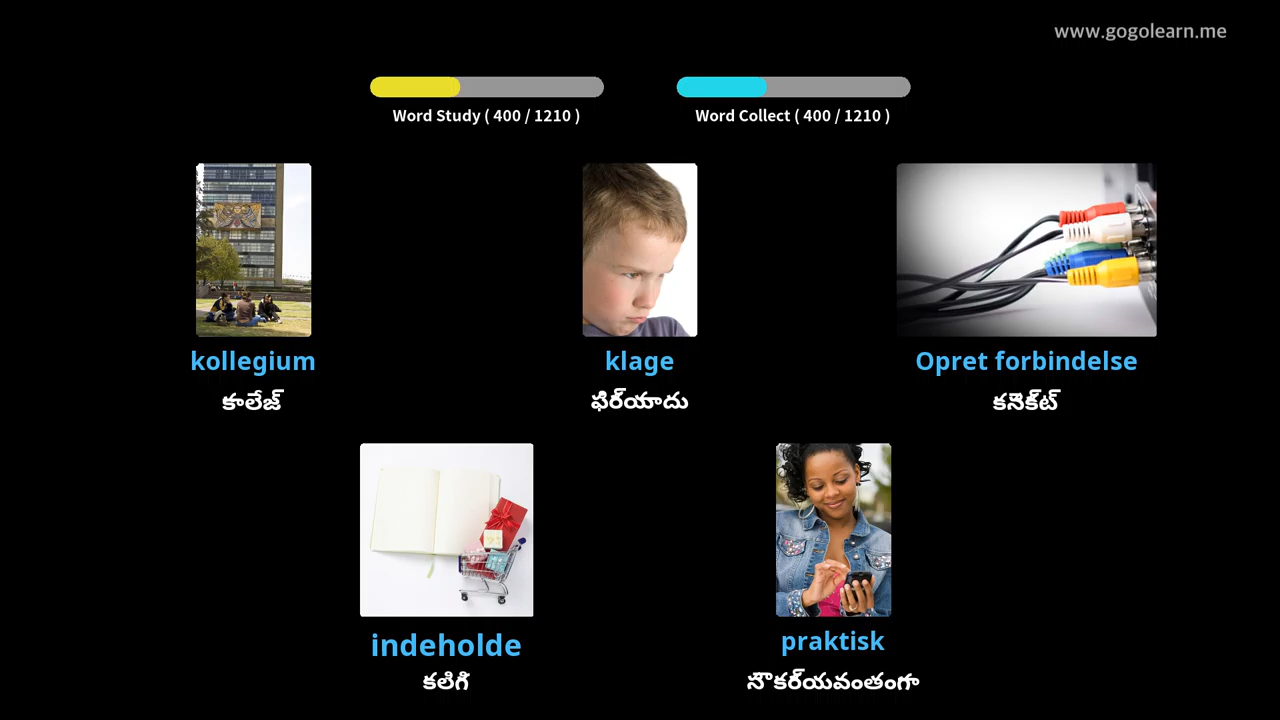 www.gogolearn.me
Word Study ( 400 / 1210 )
Word Collect ( 400 / 1210 )
kollegium
కాలేజ్
klage
ఫిర్యాదు
Opret forbindelse
కనెక్ట్
indeholde
కలిగి
praktisk
సౌకర్యవంతంగా